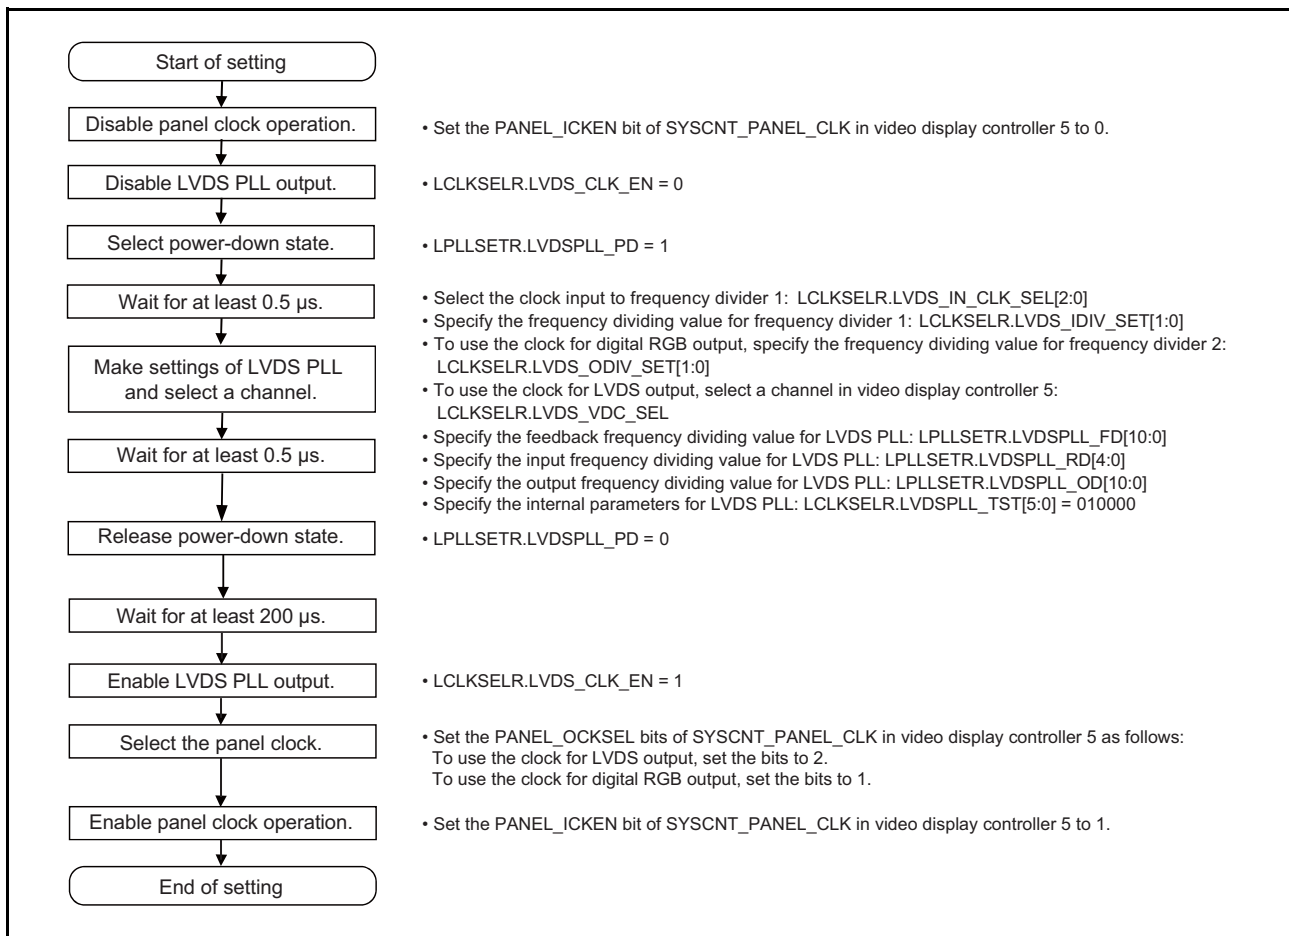 Start of setting
Disable panel clock operation.
• Set the PANEL_ICKEN bit of SYSCNT_PANEL_CLK in video display controller 5 to 0.
Disable LVDS PLL output.
• LCLKSELR.LVDS_CLK_EN = 0
Select power-down state.
• LPLLSETR.LVDSPLL_PD = 1
Wait for at least 0.5 μs.
Make settings of LVDS PLL
and select a channel.
• Select the clock input to frequency divider 1: LCLKSELR.LVDS_IN_CLK_SEL[2:0]
• Specify the frequency dividing value for frequency divider 1: LCLKSELR.LVDS_IDIV_SET[1:0]
• To use the clock for digital RGB output, specify the frequency dividing value for frequency divider 2:
LCLKSELR.LVDS_ODIV_SET[1:0]
• To use the clock for LVDS output, select a channel in video display controller 5:
LCLKSELR.LVDS_VDC_SEL
• Specify the feedback frequency dividing value for LVDS PLL: LPLLSETR.LVDSPLL_FD[10:0]
• Specify the input frequency dividing value for LVDS PLL: LPLLSETR.LVDSPLL_RD[4:0]
• Specify the output frequency dividing value for LVDS PLL: LPLLSETR.LVDSPLL_OD[10:0]
• Specify the internal parameters for LVDS PLL: LCLKSELR.LVDSPLL_TST[5:0] = 010000
Wait for at least 0.5 μs.
Release power-down state.
• LPLLSETR.LVDSPLL_PD = 0
Wait for at least 200 μs.
Enable LVDS PLL output.
• LCLKSELR.LVDS_CLK_EN = 1
Select the panel clock.
• Set the PANEL_OCKSEL bits of SYSCNT_PANEL_CLK in video display controller 5 as follows:
To use the clock for LVDS output, set the bits to 2.
To use the clock for digital RGB output, set the bits to 1.
Enable panel clock operation.
• Set the PANEL_ICKEN bit of SYSCNT_PANEL_CLK in video display controller 5 to 1.
End of setting